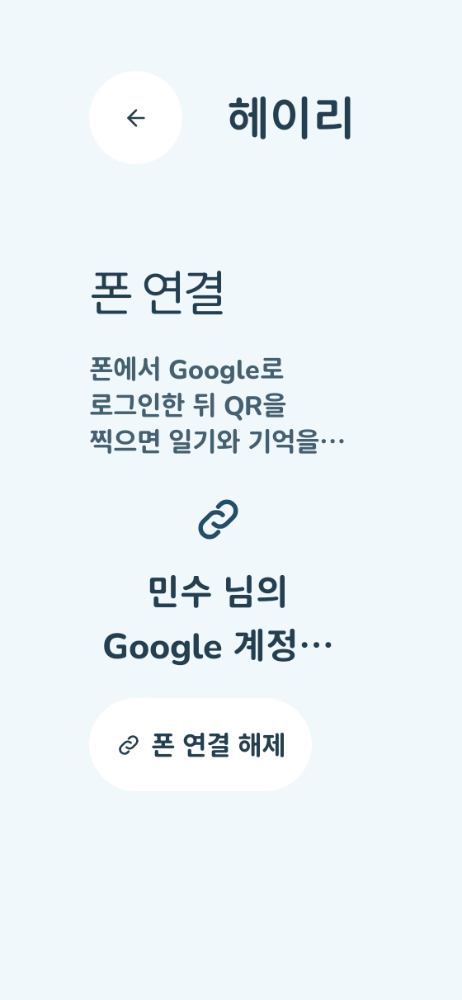 헤이리
폰 연결
폰에서 Google로
로그인한 뒤 QR을
찍으면 일기와 기억을…
민수 님의
Google 계정…
폰 연결 해제